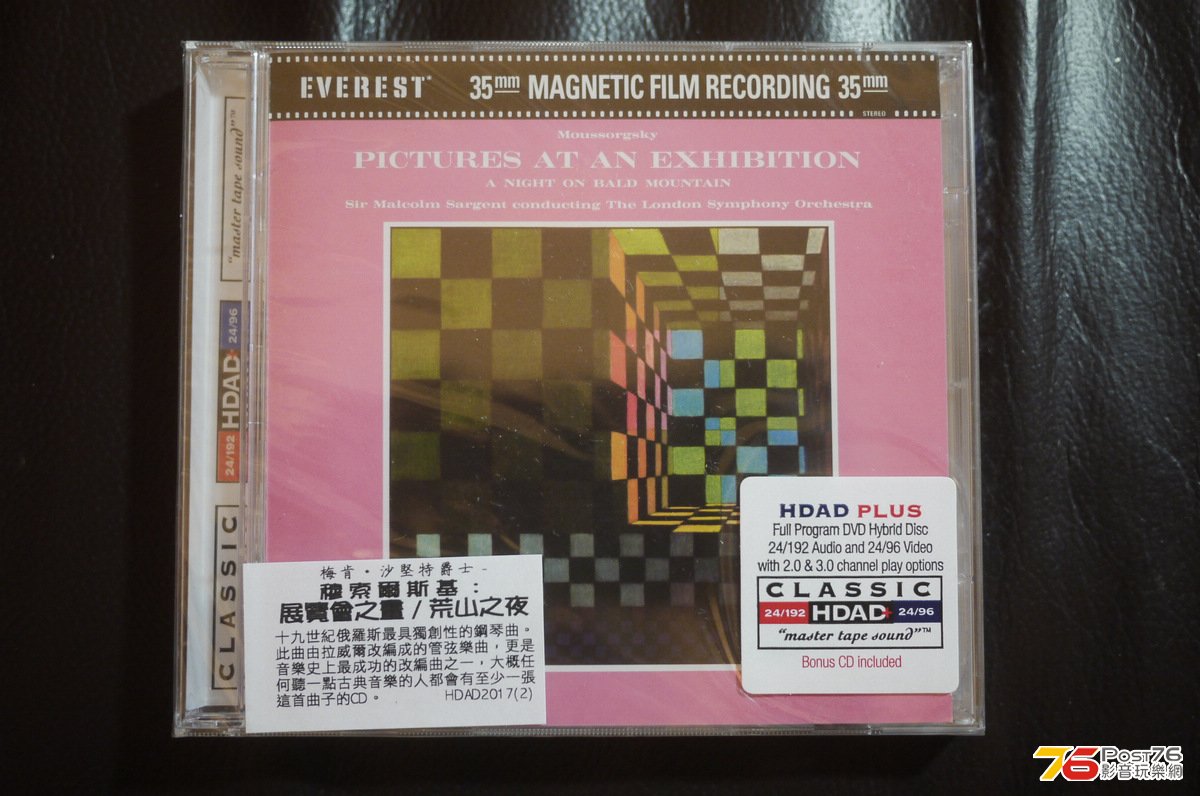 EVEREST
35mm MAGNETIC FILM RECORDING 35mm
STEREO
Moussorgsky
PICTURES AT AN EXHIBITION
A NIGHT ON BALD MOUNTAIN
Sir Malcolm Sargent conducting The London Symphony Orchestra
"master tape sound"™
24/192 HDAD+ 24/96
CLASSIC
HDAD PLUS
Full Program DVD Hybrid Disc
24/192 Audio and 24/96 Video
with 2.0 & 3.0 channel play options
CLASSIC
24/192 HDAD+ 24/96
"master tape sound"™
Bonus CD included
梅肯・沙堅特爵士-
穆索爾斯基：
展覽會之畫/荒山之夜
十九世紀俄羅斯最具獨創性的鋼琴曲。
此曲由拉威爾改編成的管弦樂曲，更是
音樂史上最成功的改編曲之一，大概任
何聽一點古典音樂的人都會有至少一張
這首曲子的CD。 HDAD2017(2)
76 Post76
影音玩樂網